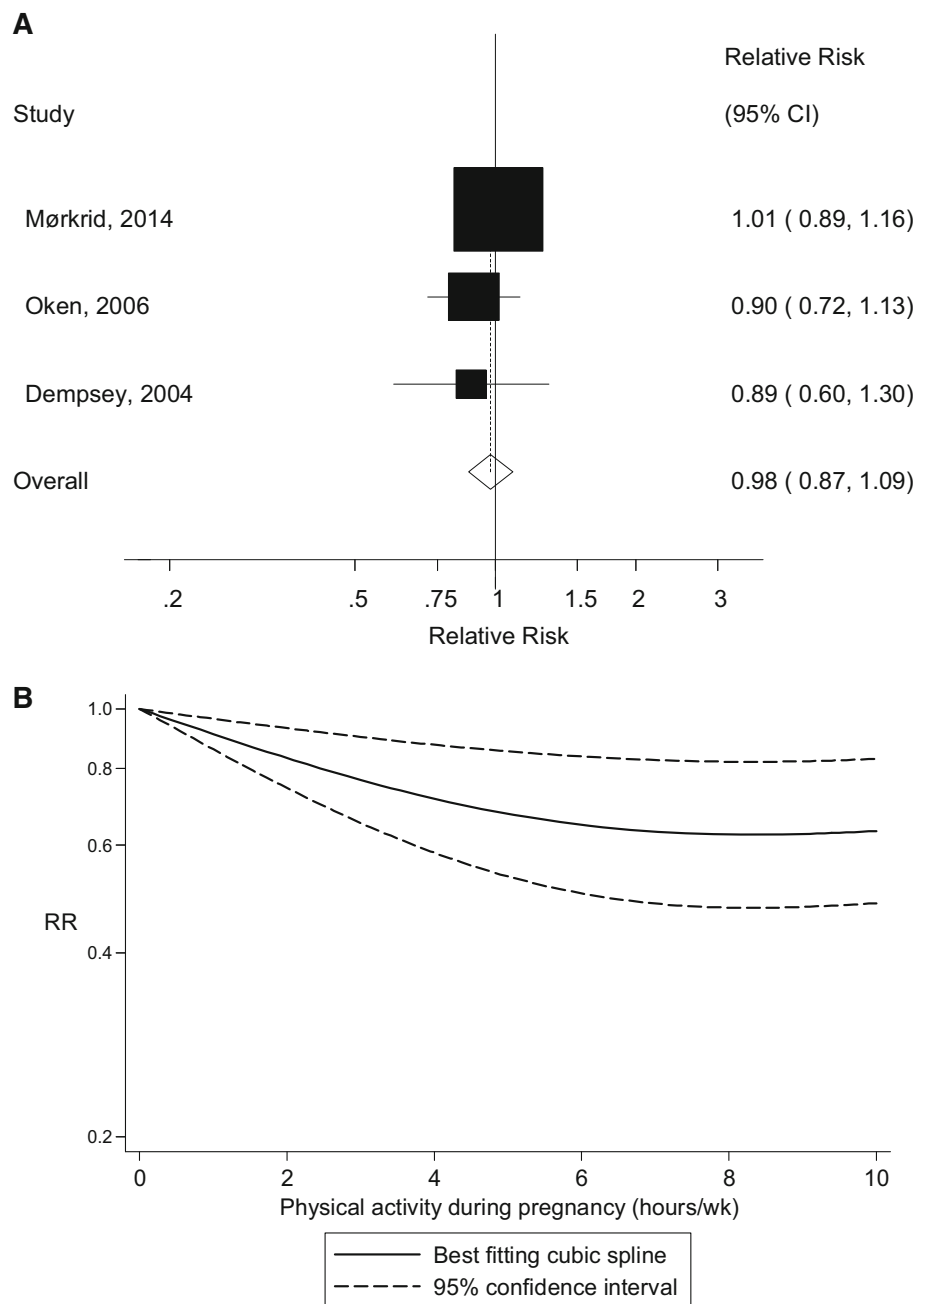 A
Relative Risk
Study (95% CI)
Mørkrid, 2014 1.01 ( 0.89, 1.16)
Oken, 2006 0.90 ( 0.72, 1.13)
Dempsey, 2004 0.89 ( 0.60, 1.30)
Overall 0.98 ( 0.87, 1.09)
.2 .5 .75 1 1.5 2 3
Relative Risk
B
1.0
0.8
0.6
RR
0.4
0.2
0 2 4 6 8 10
Physical activity during pregnancy (hours/wk)
Best fitting cubic spline
95% confidence interval